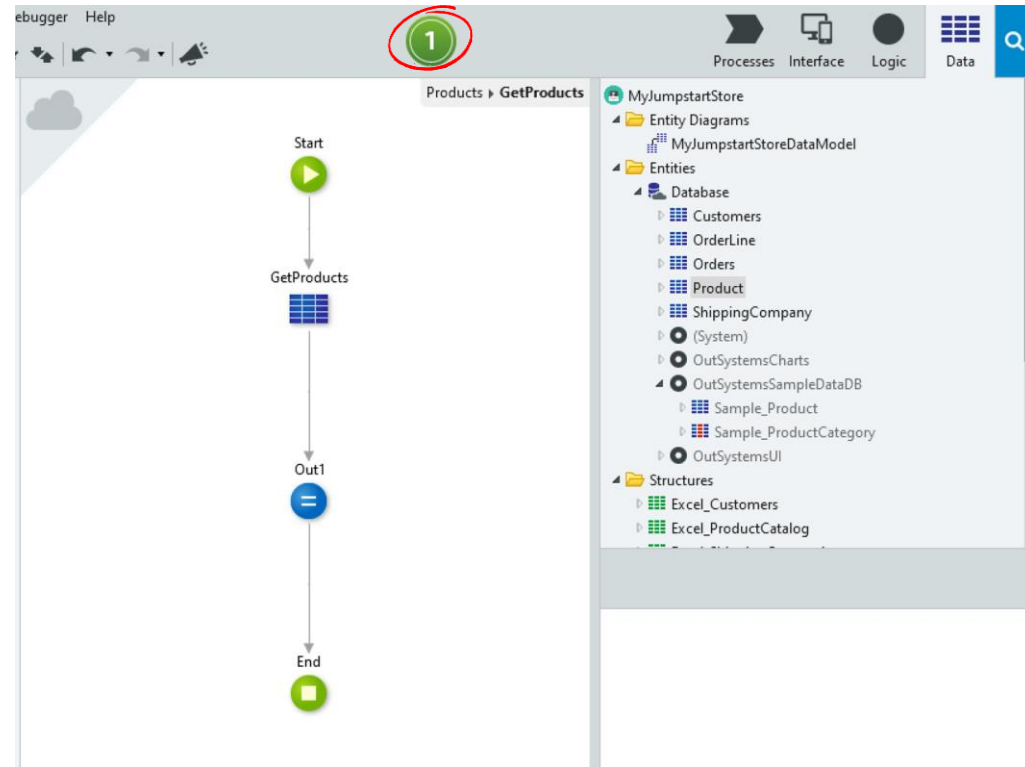 ebugger Help
1
Processes Interface Logic Data
Products GetProducts
MyJumpstartStore
Entity Diagrams
MyJumpstartStoreDataModel
Start
Entities
Database
Customers
OrderLine
Orders
GetProducts
Product
ShippingCompany
(System)
OutSystemsCharts
OutSystemsSampleDataDB
Sample_Product
Sample_ProductCategory
OutSystemsUI
Out1
Structures
Excel_Customers
Excel_ProductCatalog
End